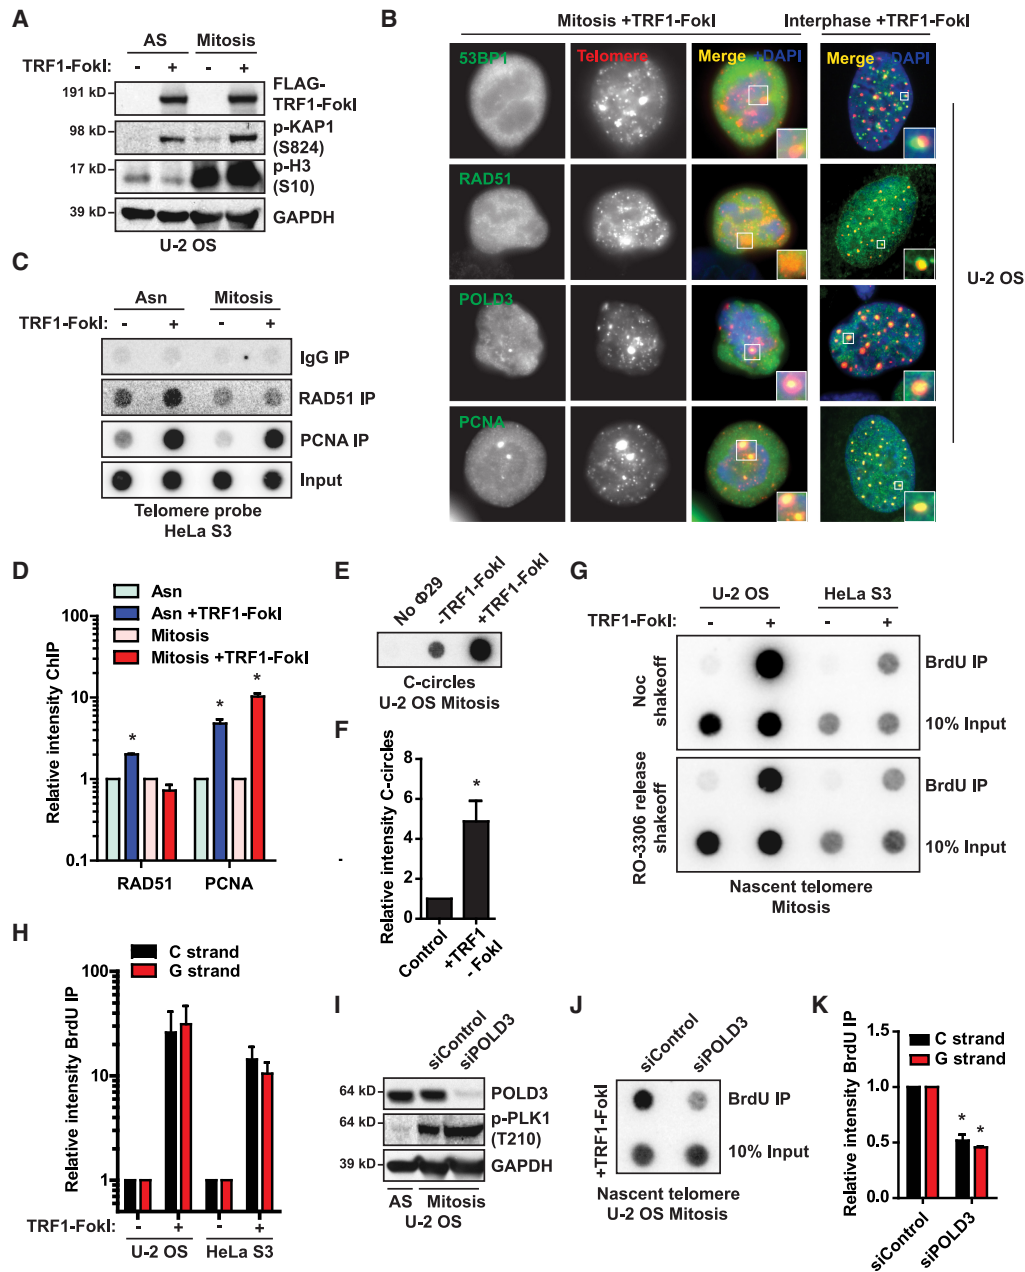 A
AS Mitosis
TRF1-FokI: - + - +
191 kD
FLAG-
TRF1-FokI
98 kD
p-KAP1
(S824)
17 kD
p-H3
(S10)
39 kD
GAPDH
U-2 OS
B
Mitosis +TRF1-FokI
Interphase +TRF1-FokI
53BP1
Telomere
Merge +DAPI
Merge +DAPI
RAD51
POLD3
PCNA
U-2 OS
C
Asn Mitosis
TRF1-FokI: - + - +
IgG IP
RAD51 IP
PCNA IP
Input
Telomere probe
HeLa S3
D
Asn
Asn +TRF1-FokI
Mitosis
Mitosis +TRF1-FokI
Relative intensity ChIP
100
10
1
0.1
* * *
RAD51 PCNA
E
No Φ29
-TRF1-FokI
+TRF1-FokI
C-circles
U-2 OS Mitosis
F
Relative intensity C-circles
8
6
4
2
0
*
-
Control
+TRF1
- FokI
G
U-2 OS HeLa S3
TRF1-FokI: - + - +
Noc
shakeoff
BrdU IP
10% Input
RO-3306 release
shakeoff
BrdU IP
10% Input
Nascent telomere
Mitosis
H
C strand
G strand
Relative intensity BrdU IP
100
10
1
TRF1-FokI: - + - +
U-2 OS HeLa S3
I
siControl
siPOLD3
64 kD
POLD3
64 kD
p-PLK1
(T210)
39 kD
GAPDH
AS Mitosis
U-2 OS
J
siControl
siPOLD3
+TRF1-FokI
BrdU IP
10% Input
Nascent telomere
U-2 OS Mitosis
K
C strand
G strand
Relative intensity BrdU IP
1.5
1.0
0.5
0.0
* *
siControl
siPOLD3